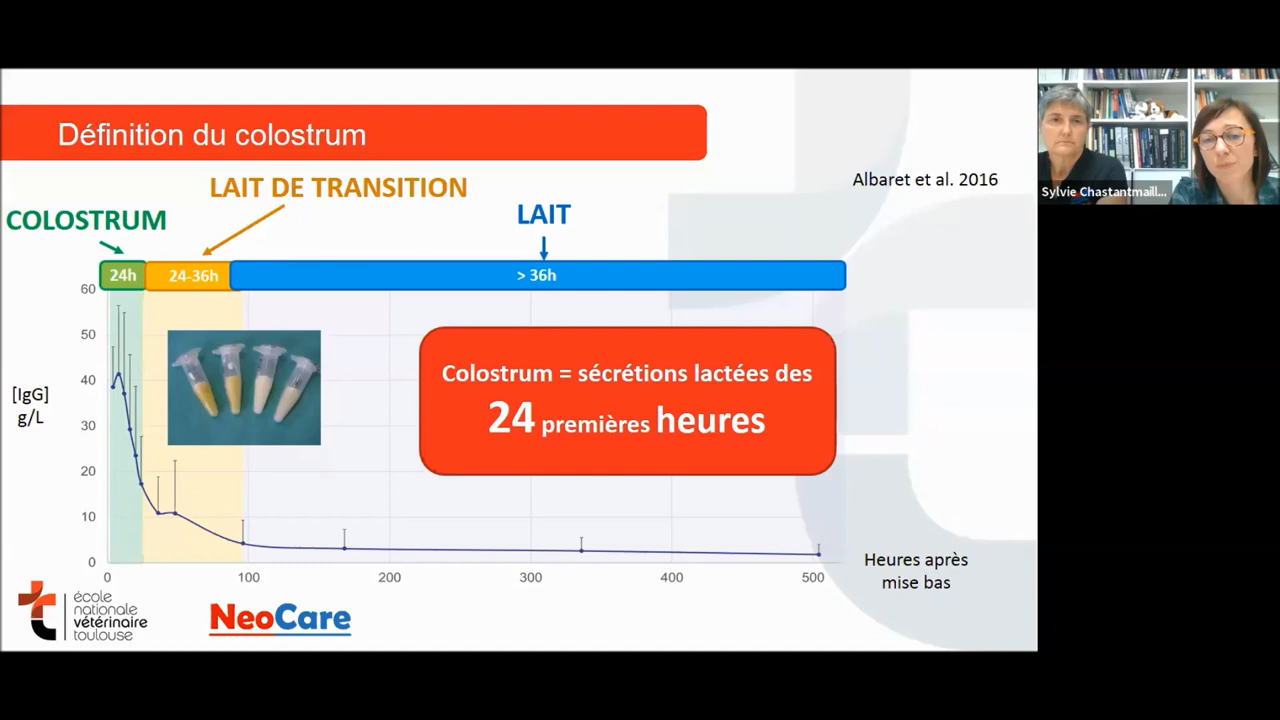 Définition du colostrum
LAIT DE TRANSITION
Albaret et al. 2016
Sylvie Chastantmaill...
COLOSTRUM
LAIT
24h
24-36h
> 36h
60
50
40
30
20
10
0
[IgG]
g/L
Colostrum = sécrétions lactées des
24 premières heures
0
100
200
300
400
500
Heures après
mise bas
école
nationale
vétérinaire
toulouse
NeoCare